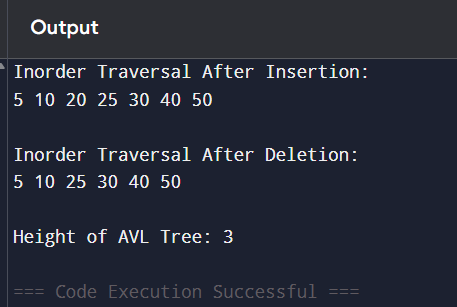 Output
Inorder Traversal After Insertion:
5 10 20 25 30 40 50
Inorder Traversal After Deletion:
5 10 25 30 40 50
Height of AVL Tree: 3
=== Code Execution Successful ===